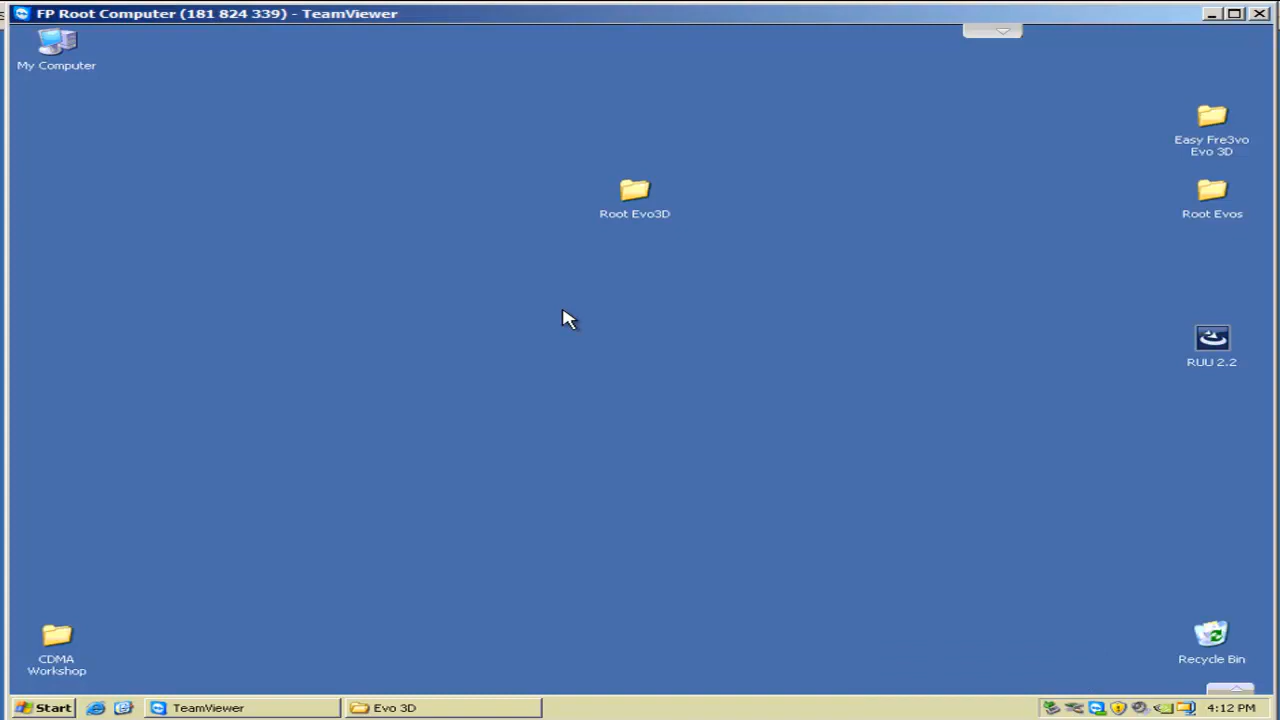 FP Root Computer (181 824 339) - TeamViewer
My Computer
Easy Fre3vo
Evo 3D
Root Evo3D
Root Evos
RUU 2.2
CDMA
Workshop
Recycle Bin
Start
TeamViewer
Evo 3D
4:12 PM